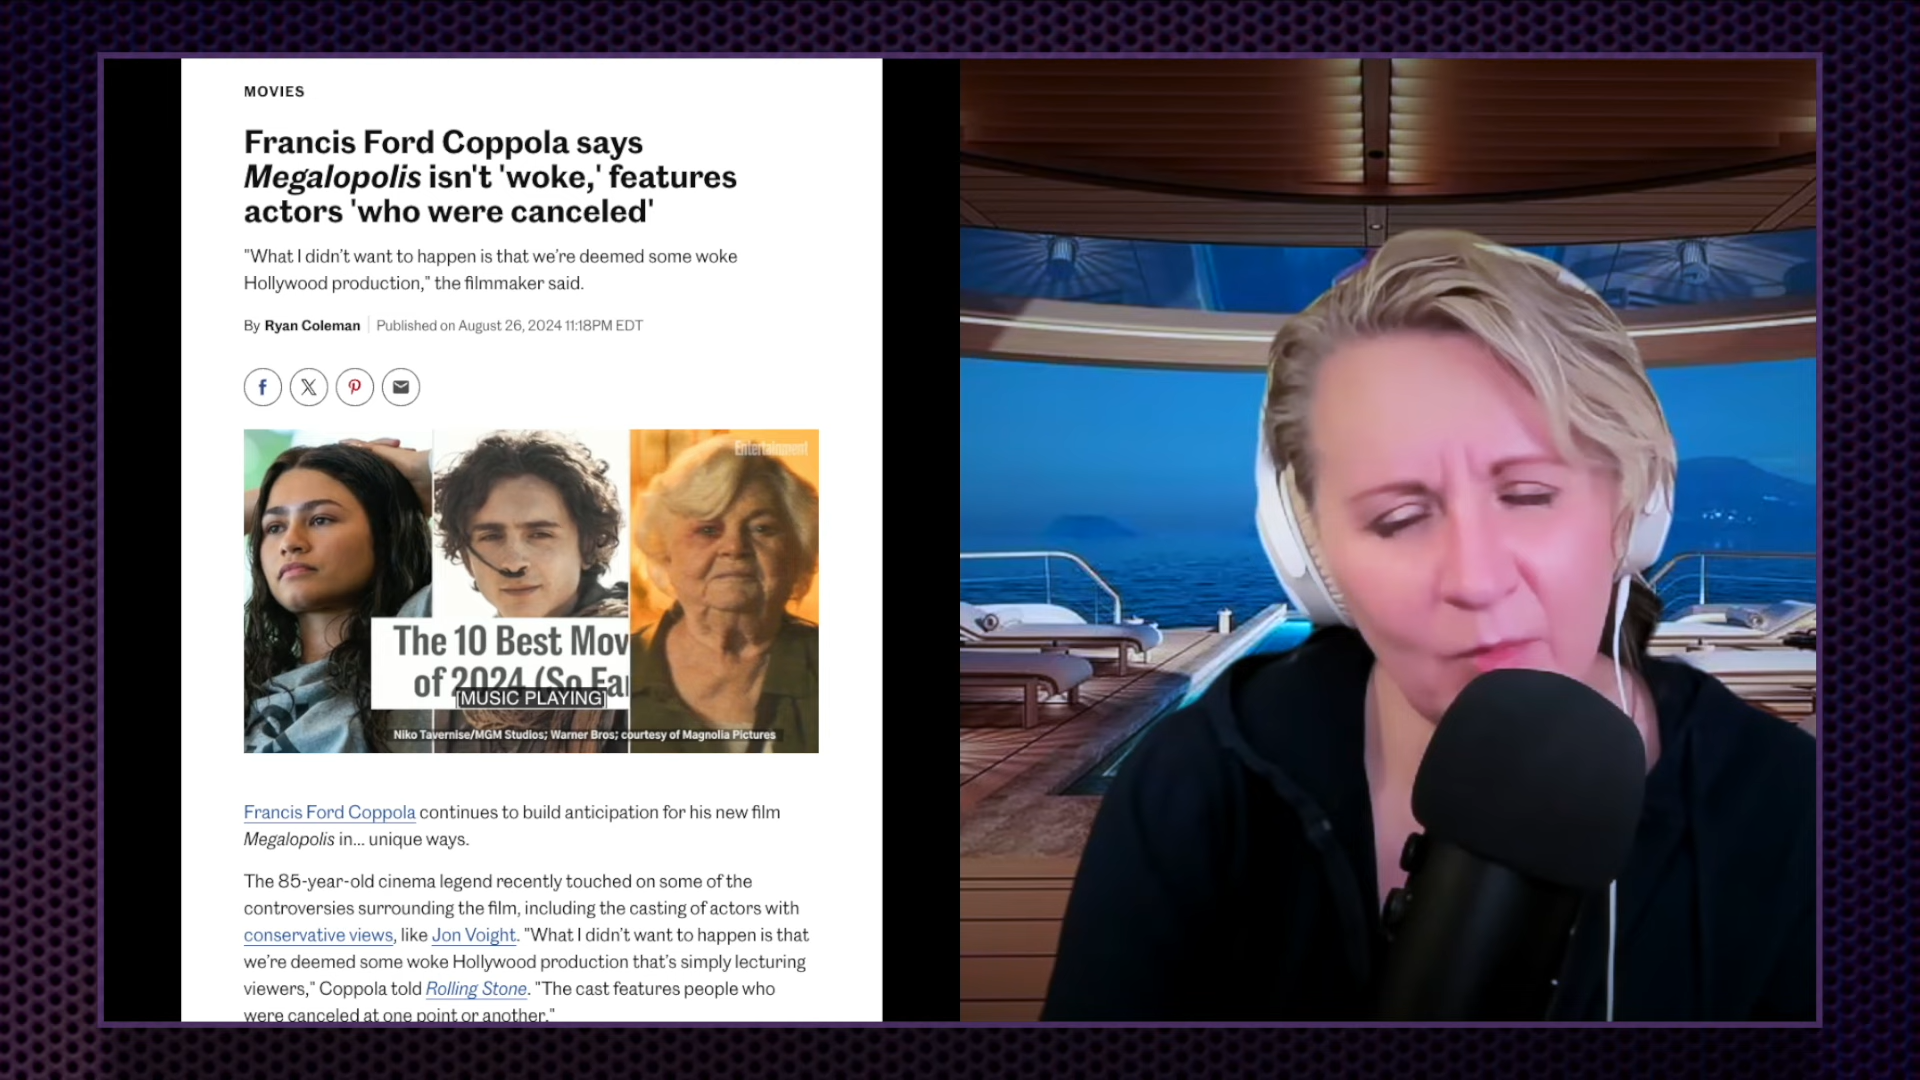 MOVIES
Francis Ford Coppola says
Megalopolis isn't 'woke,' features
actors 'who were canceled'
"What I didn't want to happen is that we're deemed some woke
Hollywood production," the filmmaker said.
By Ryan Coleman Published on August 26, 2024 11:18PM EDT
Entertainment
The 10 Best Mov
of 2024 (So Far
[MUSIC PLAYING]
Niko Tavernise/MGM Studios; Warner Bros; courtesy of Magnolia Pictures
Francis Ford Coppola continues to build anticipation for his new film
Megalopolis in... unique ways.
The 85-year-old cinema legend recently touched on some of the
controversies surrounding the film, including the casting of actors with
conservative views, like Jon Voight. "What I didn't want to happen is that
we're deemed some woke Hollywood production that's simply lecturing
viewers," Coppola told Rolling Stone. "The cast features people who
were canceled at one point or another."